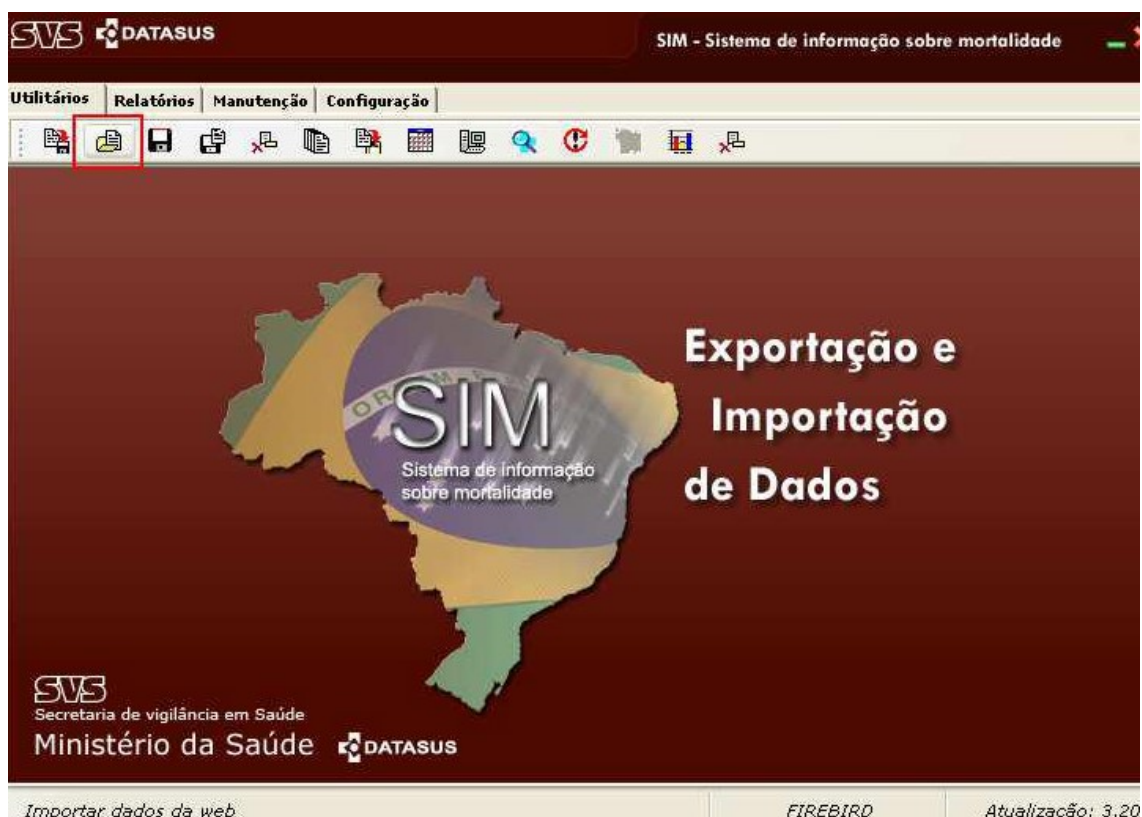 SVS DATASUS
SIM - Sistema de informação sobre mortalidade
Utilitários Relatórios Manutenção Configuração
ORDEM
SIM
Sistema de informação
sobre mortalidade
Exportação e
Importação
de Dados
SVS
Secretaria de vigilância em Saúde
Ministério da Saúde DATASUS
Importar dados da web FIREBIRD Atualização: 3.20